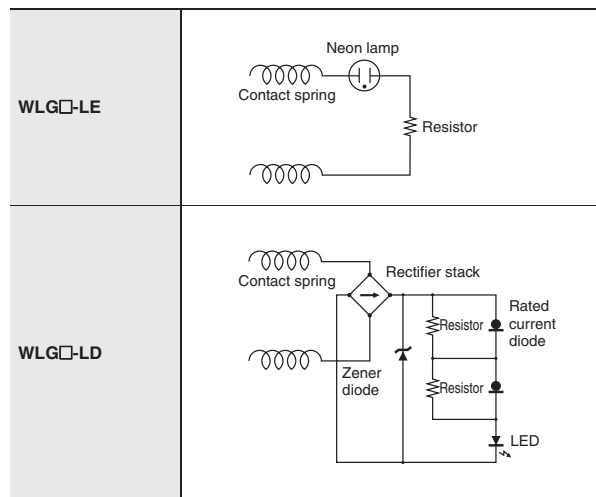 WLG□-LE
Neon lamp
Contact spring
Resistor
WLG□-LD
Contact spring
Rectifier stack
Resistor
Rated
current
diode
Zener
diode
Resistor
LED